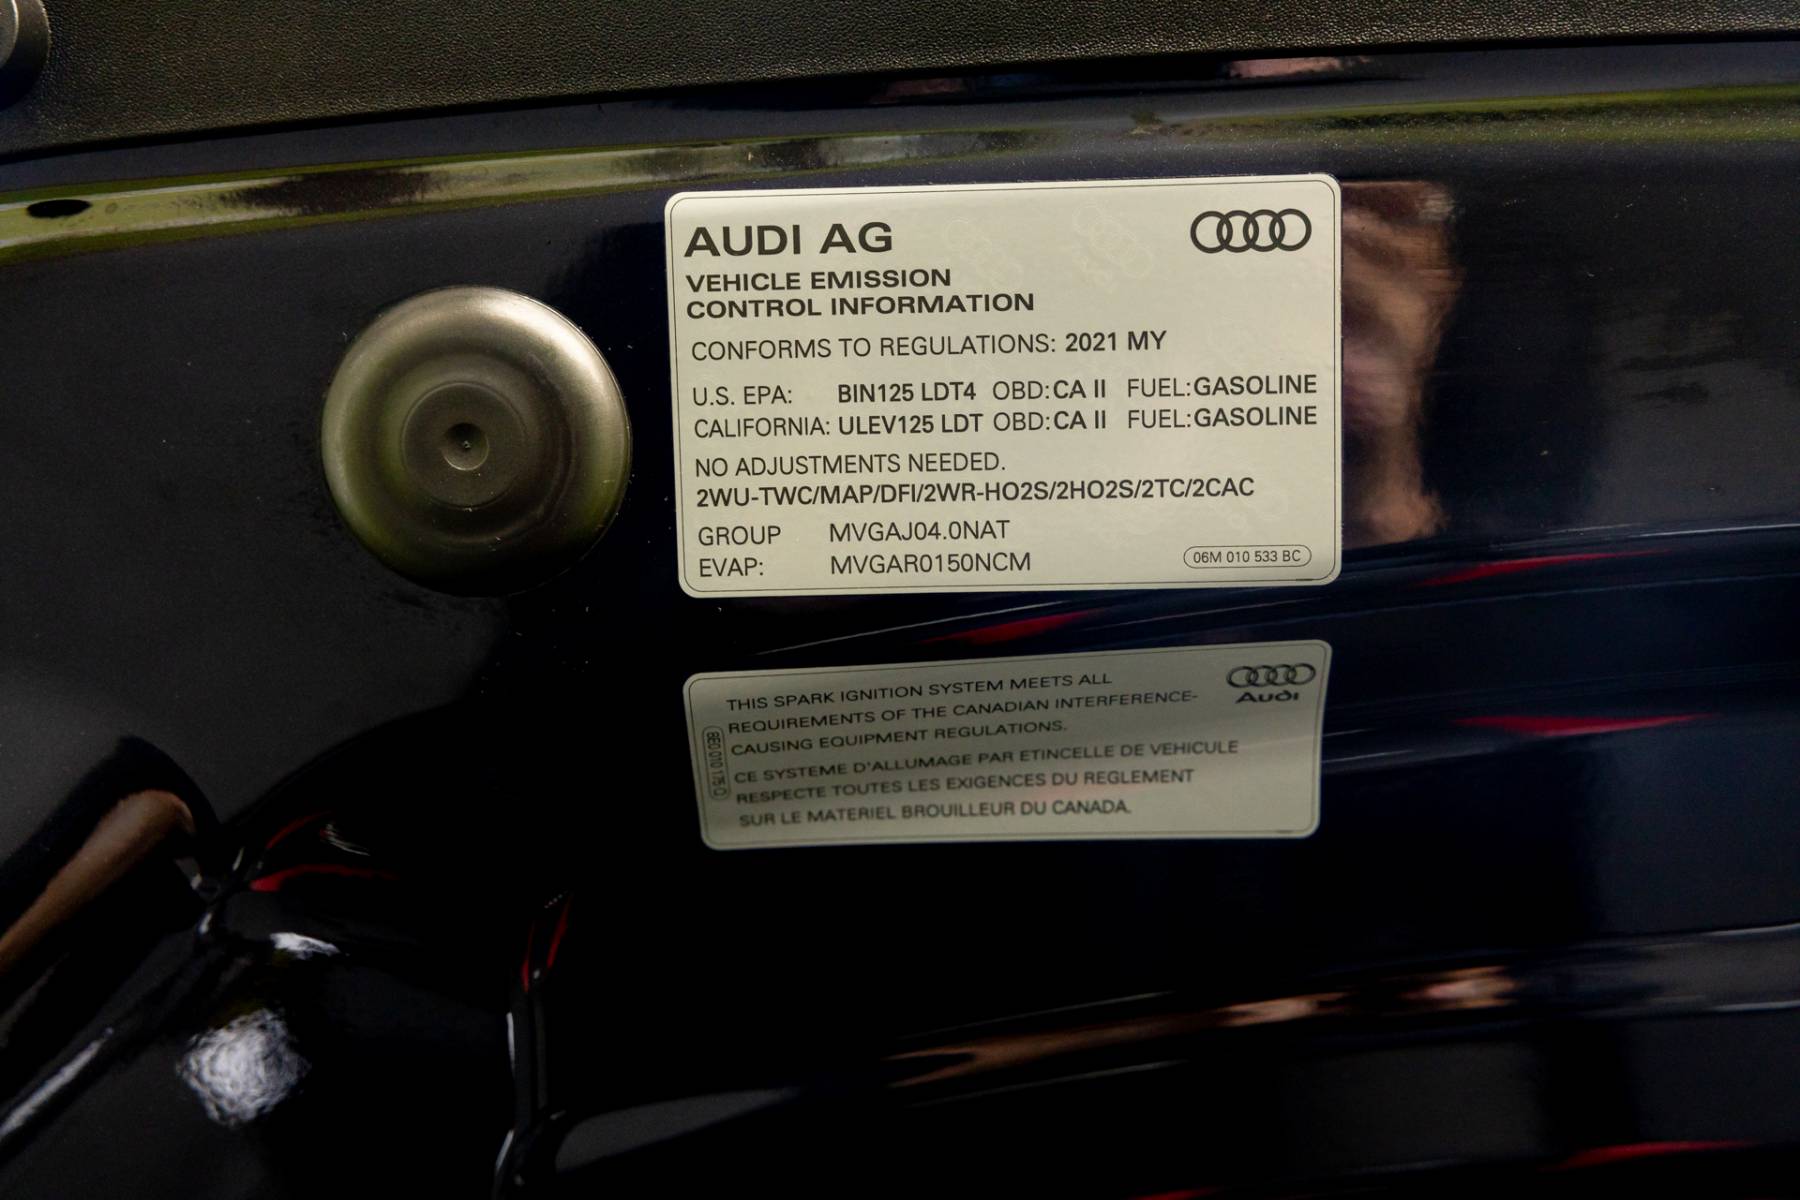 AUDI AG
VEHICLE EMISSION
CONTROL INFORMATION
CONFORMS TO REGULATIONS: 2021 MY
U.S. EPA: BIN125 LDT4 OBD: CA II FUEL: GASOLINE
CALIFORNIA: ULEV125 LDT OBD: CA II FUEL: GASOLINE
NO ADJUSTMENTS NEEDED.
2WU-TWC/MAP/DFI/2WR-HO2S/2HO2S/2TC/2CAC
GROUP MVGAJ04.0NAT
EVAP: MVGAR0150NCM
06M 010 533 BC
THIS SPARK IGNITION SYSTEM MEETS ALL
REQUIREMENTS OF THE CANADIAN INTERFERENCE-
CAUSING EQUIPMENT REGULATIONS.
CE SYSTEME D'ALLUMAGE PAR ETINCELLE DE VEHICULE
RESPECTE TOUTES LES EXIGENCES DU REGLEMENT
SUR LE MATERIEL BROUILLEUR DU CANADA.
Audi
8E0 010 175 Q